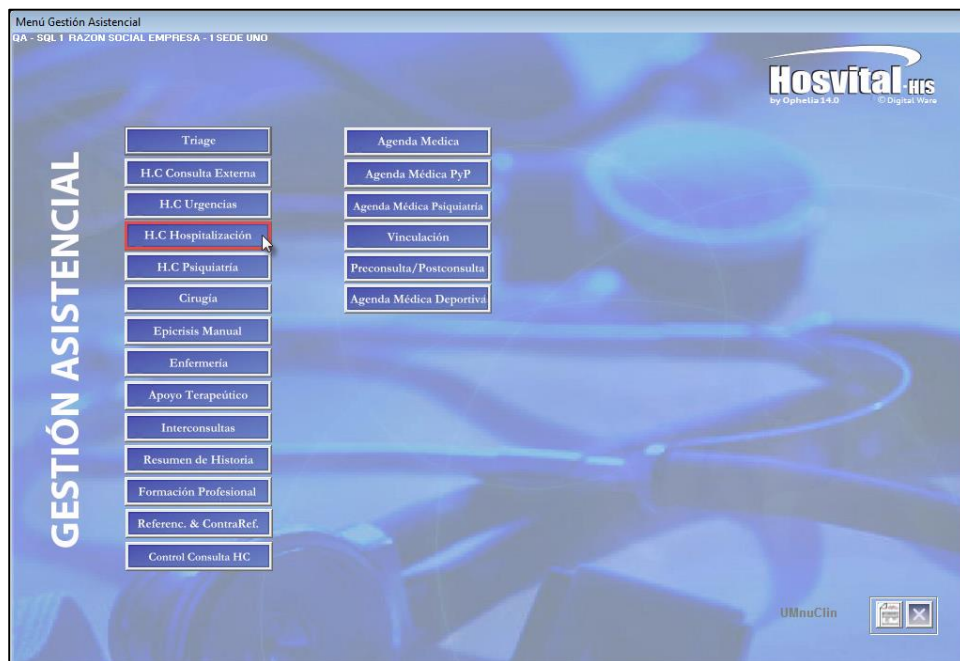 Menú Gestión Asistencial
QA - SQL 1 RAZON SOCIAL EMPRESA - 1 SEDE UNO
Hosvital-HIS
by Ophelia 14.0 © Digital Ware
GESTIÓN ASISTENCIAL
Triage
H.C Consulta Externa
H.C Urgencias
H.C Hospitalización
H.C Psiquiatría
Cirugía
Epicrisis Manual
Enfermería
Apoyo Terapeútico
Interconsultas
Resumen de Historia
Formación Profesional
Referenc. & ContraRef.
Control Consulta HC
Agenda Medica
Agenda Médica PyP
Agenda Médica Psiquiatría
Vinculación
Preconsulta/Postconsulta
Agenda Médica Deportiva
UMnuClin